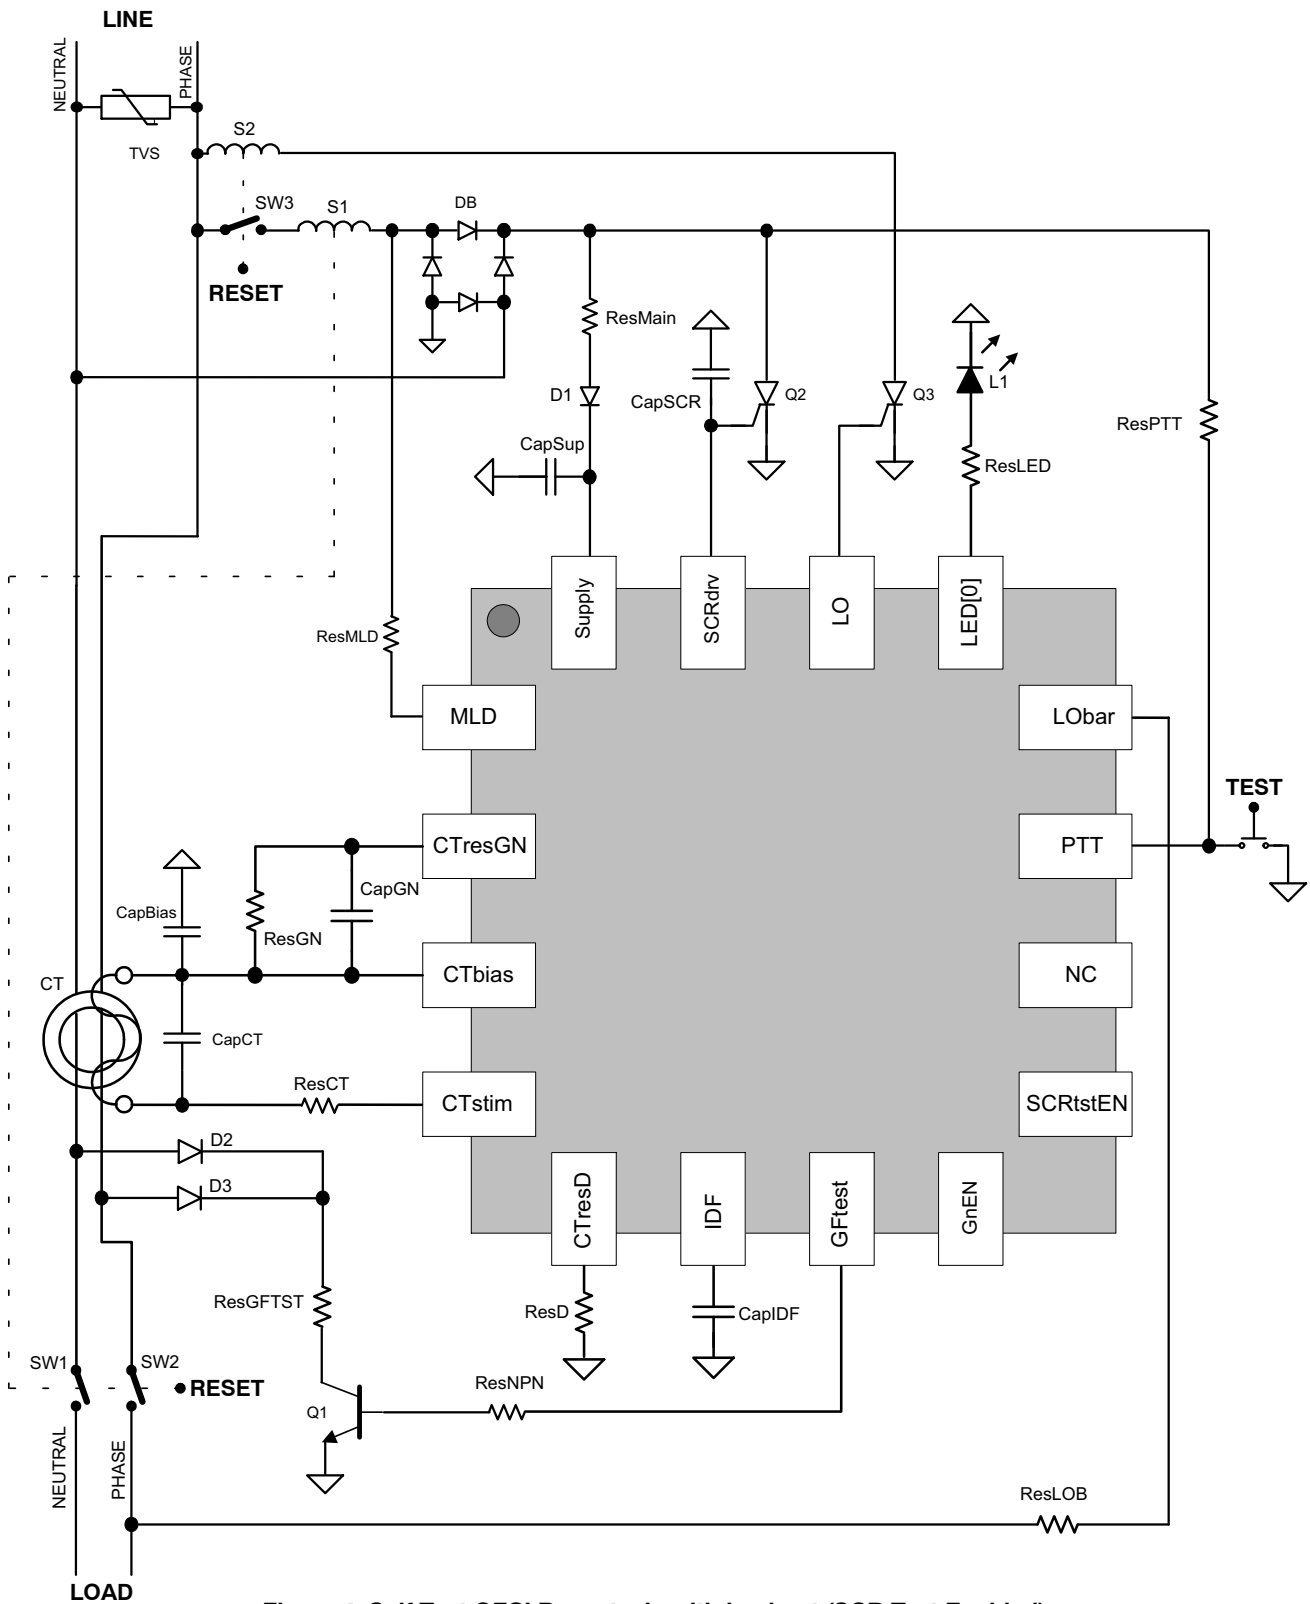 LINE
NEUTRAL
PHASE
TVS
S2
SW3
S1
DB
RESET
ResMain
D1
CapSCR
Q2
Q3
L1
ResPTT
CapSup
ResLED
Supply
SCRdrv
LO
LED[0]
ResMLD
MLD
LObar
TEST
CTresGN
PTT
CapGN
CapBias
ResGN
CTbias
NC
CT
CapCT
ResCT
CTstim
SCRtstEN
D2
D3
CTresD
IDF
GFtest
GnEN
ResGFTST
ResD
CapIDF
SW1
SW2
RESET
ResNPN
Q1
NEUTRAL
PHASE
ResLOB
LOAD